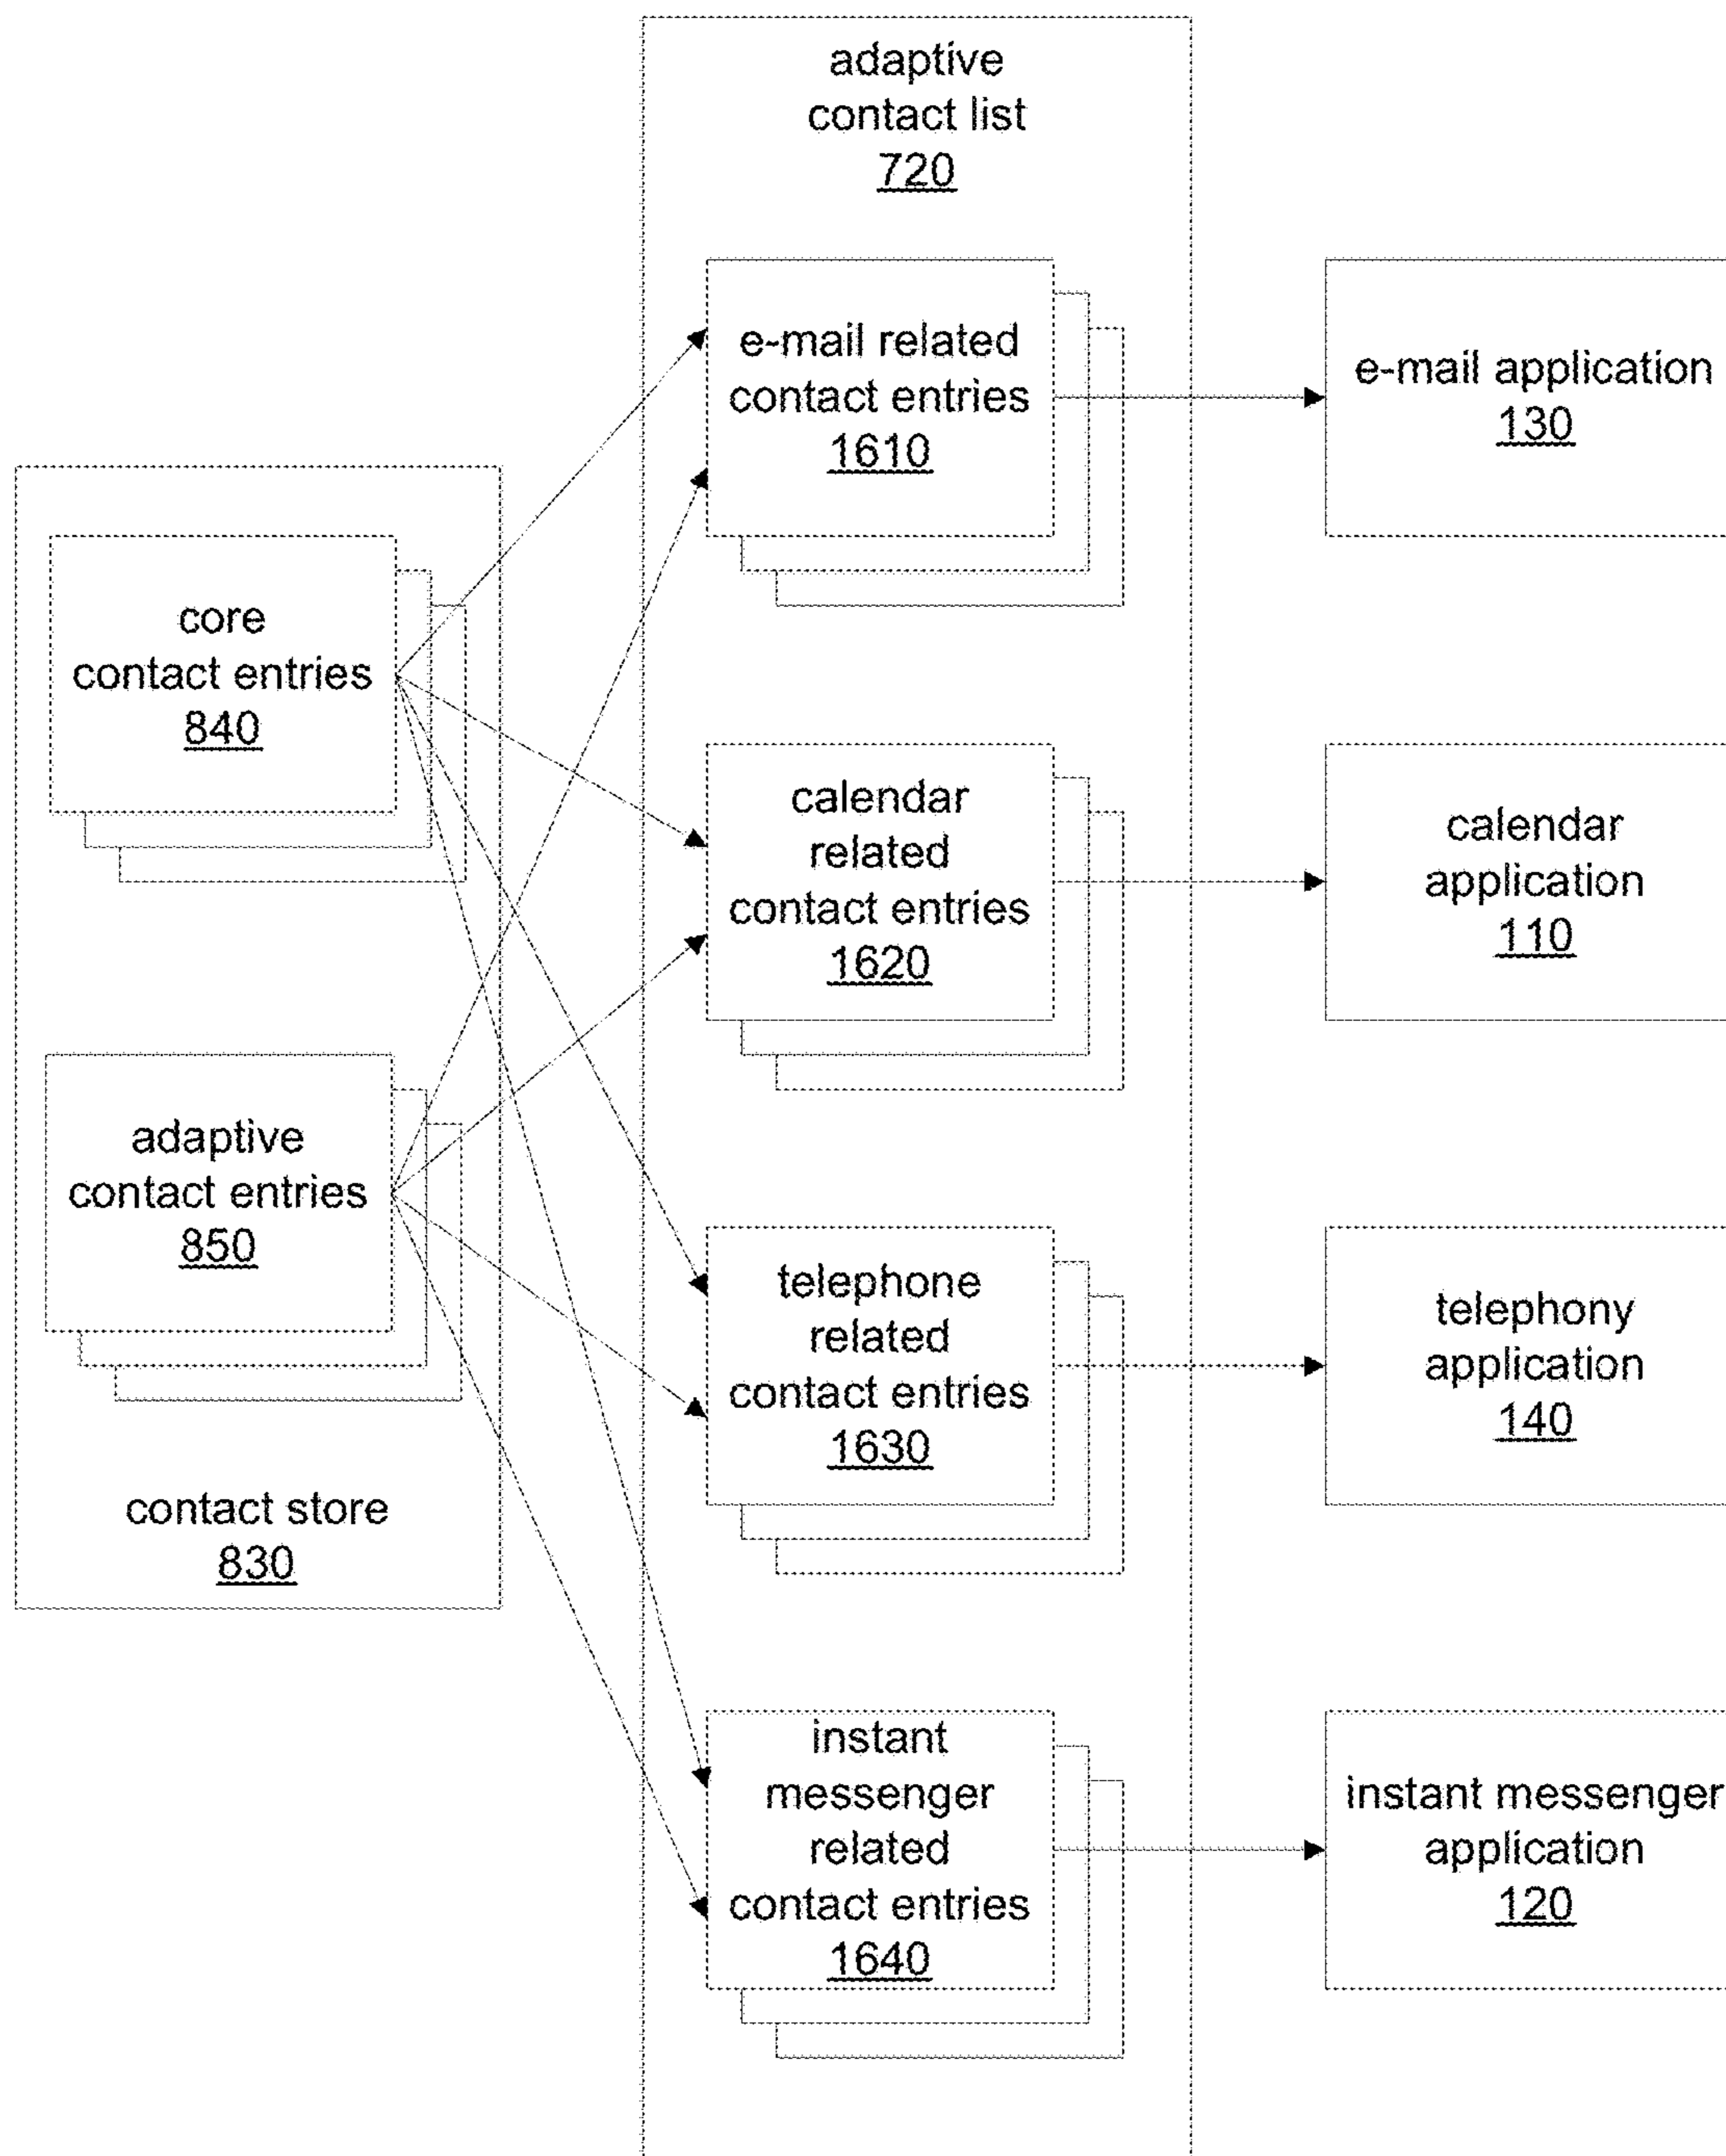 adaptive
contact list
720
e-mail related
contact entries
1610
e-mail application
130
core
contact entries
840
calendar
related
contact entries
1620
calendar
application
110
adaptive
contact entries
850
telephone
related
contact entries
1630
telephony
application
140
contact store
830
instant
messenger
related
contact entries
1640
instant messenger
application
120